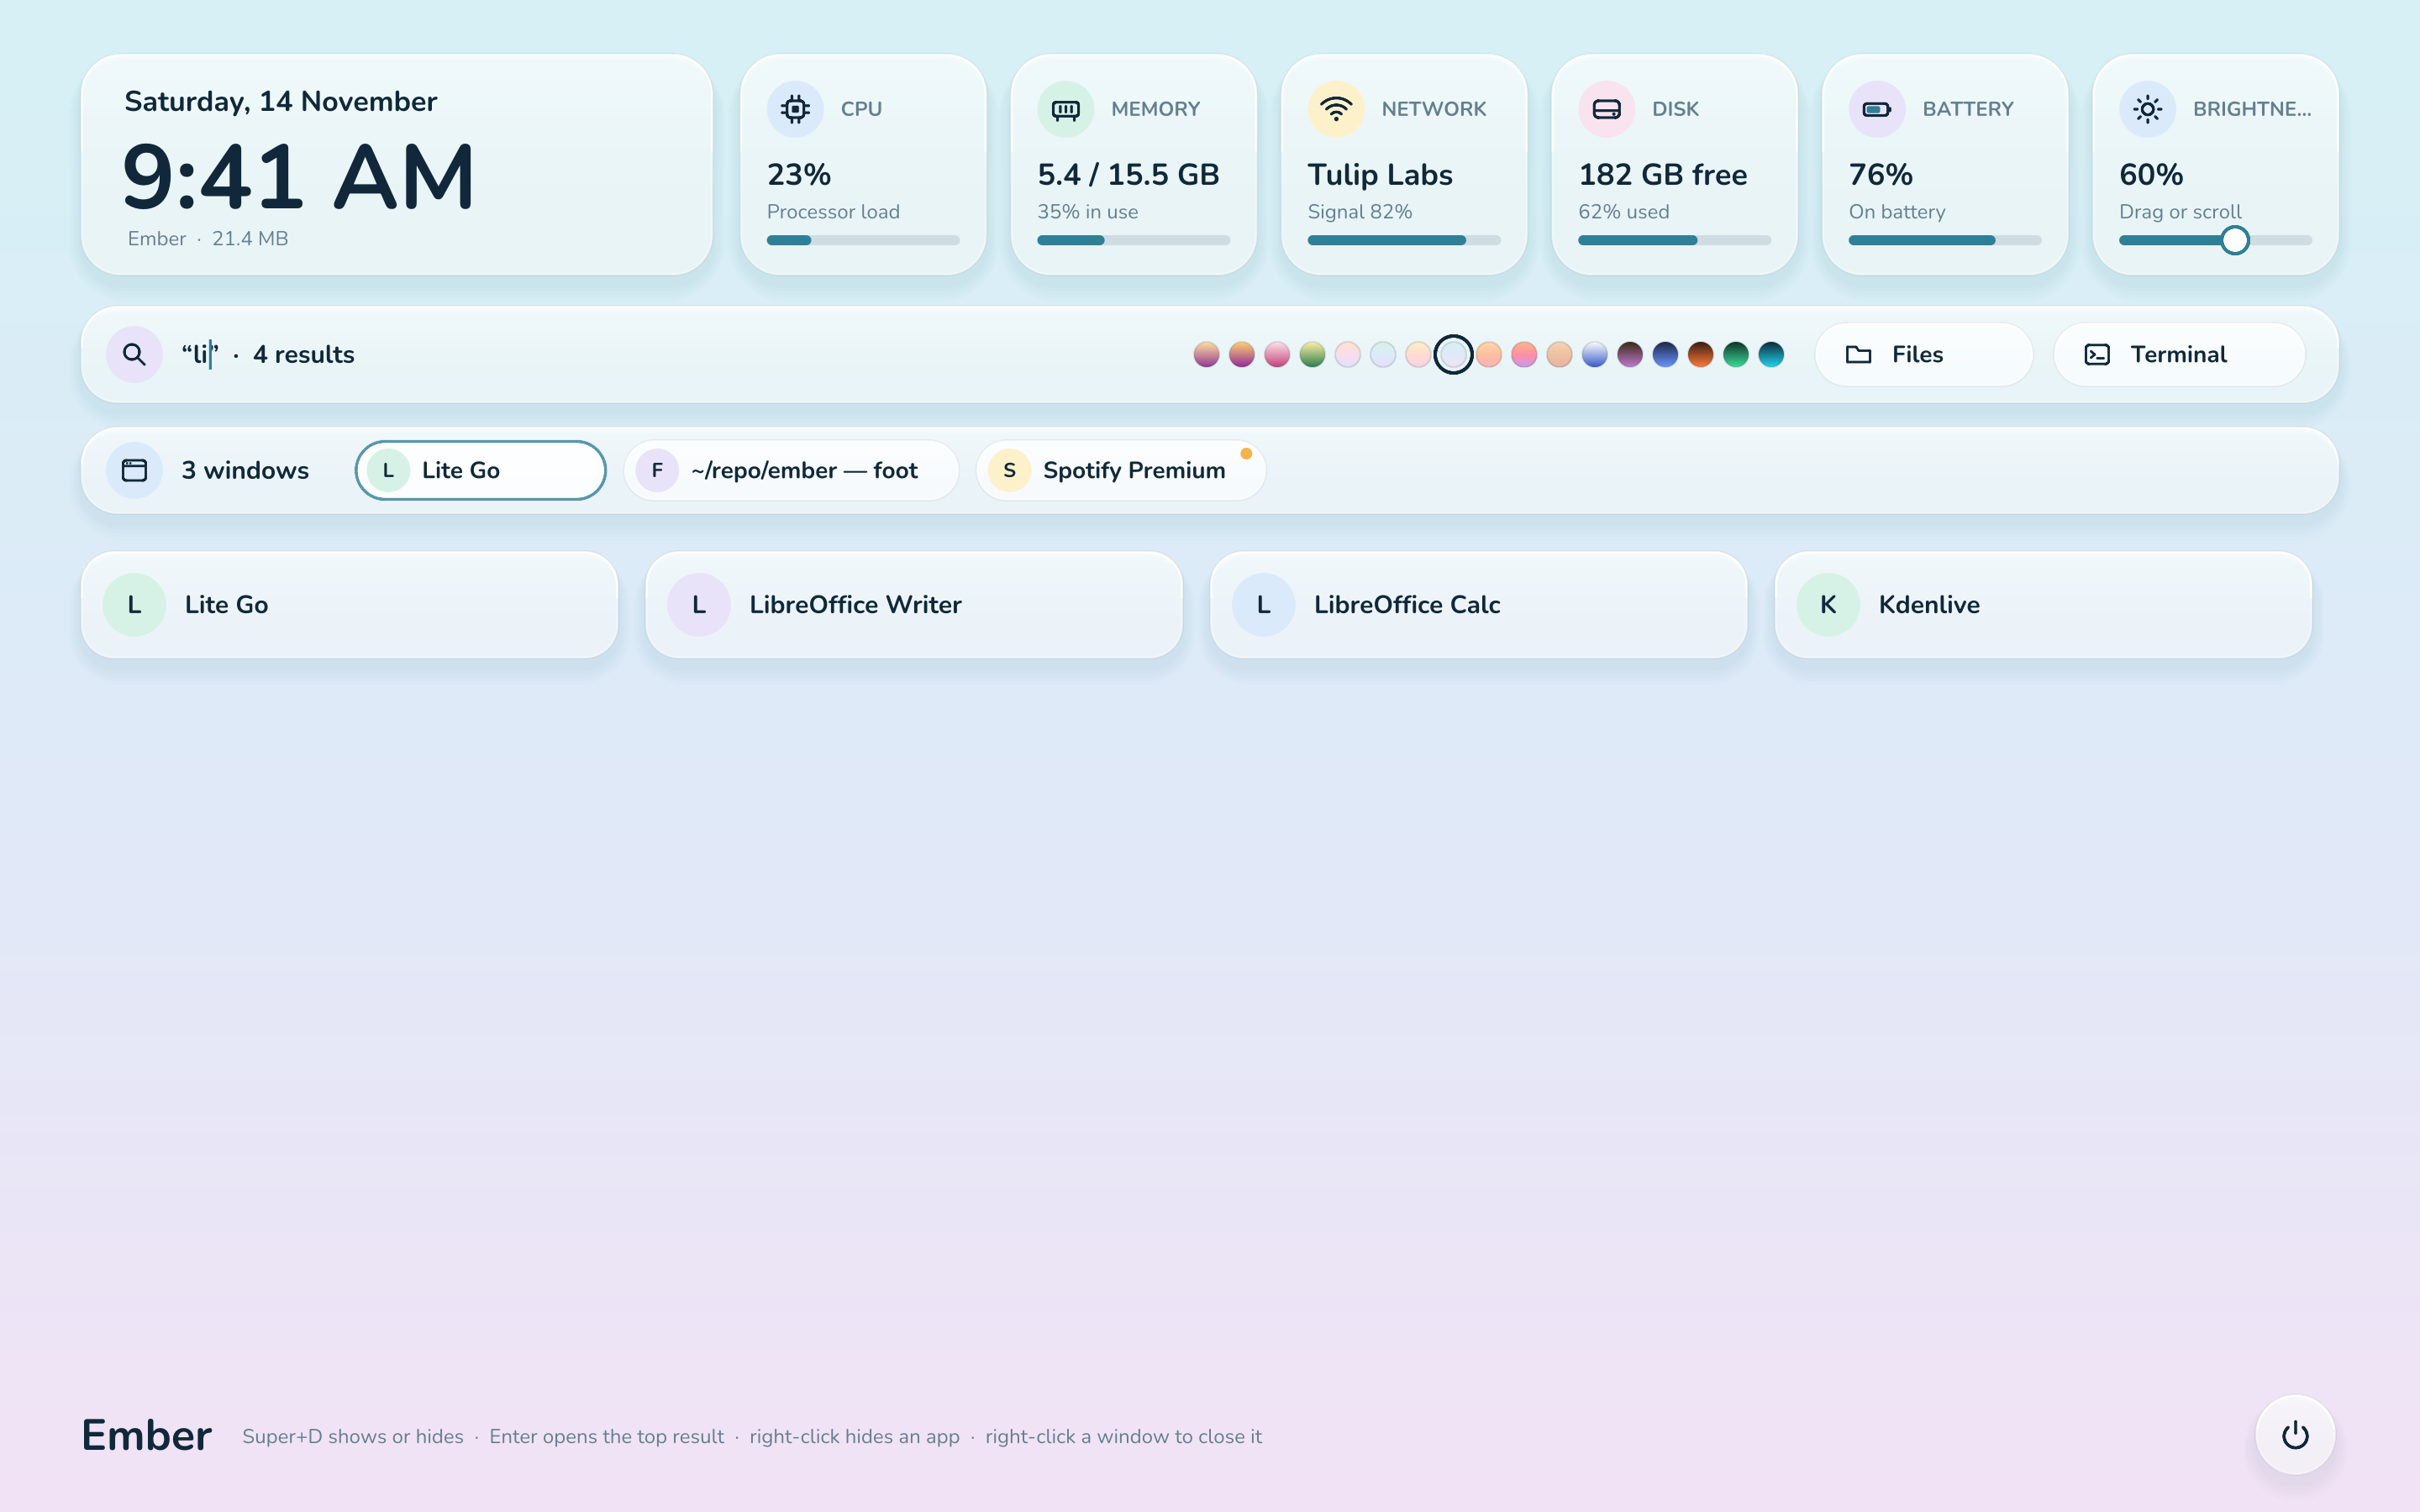 Saturday, 14 November
9:41 AM
Ember · 21.4 MB
CPU
23%
Processor load
MEMORY
5.4 / 15.5 GB
35% in use
NETWORK
Tulip Labs
Signal 82%
DISK
182 GB free
62% used
BATTERY
76%
On battery
BRIGHTNE...
60%
Drag or scroll
“li” · 4 results
Files
Terminal
3 windows
L Lite Go
F ~/repo/ember — foot
S Spotify Premium
L Lite Go
L LibreOffice Writer
L LibreOffice Calc
K Kdenlive
Ember
Super+D shows or hides · Enter opens the top result · right-click hides an app · right-click a window to close it